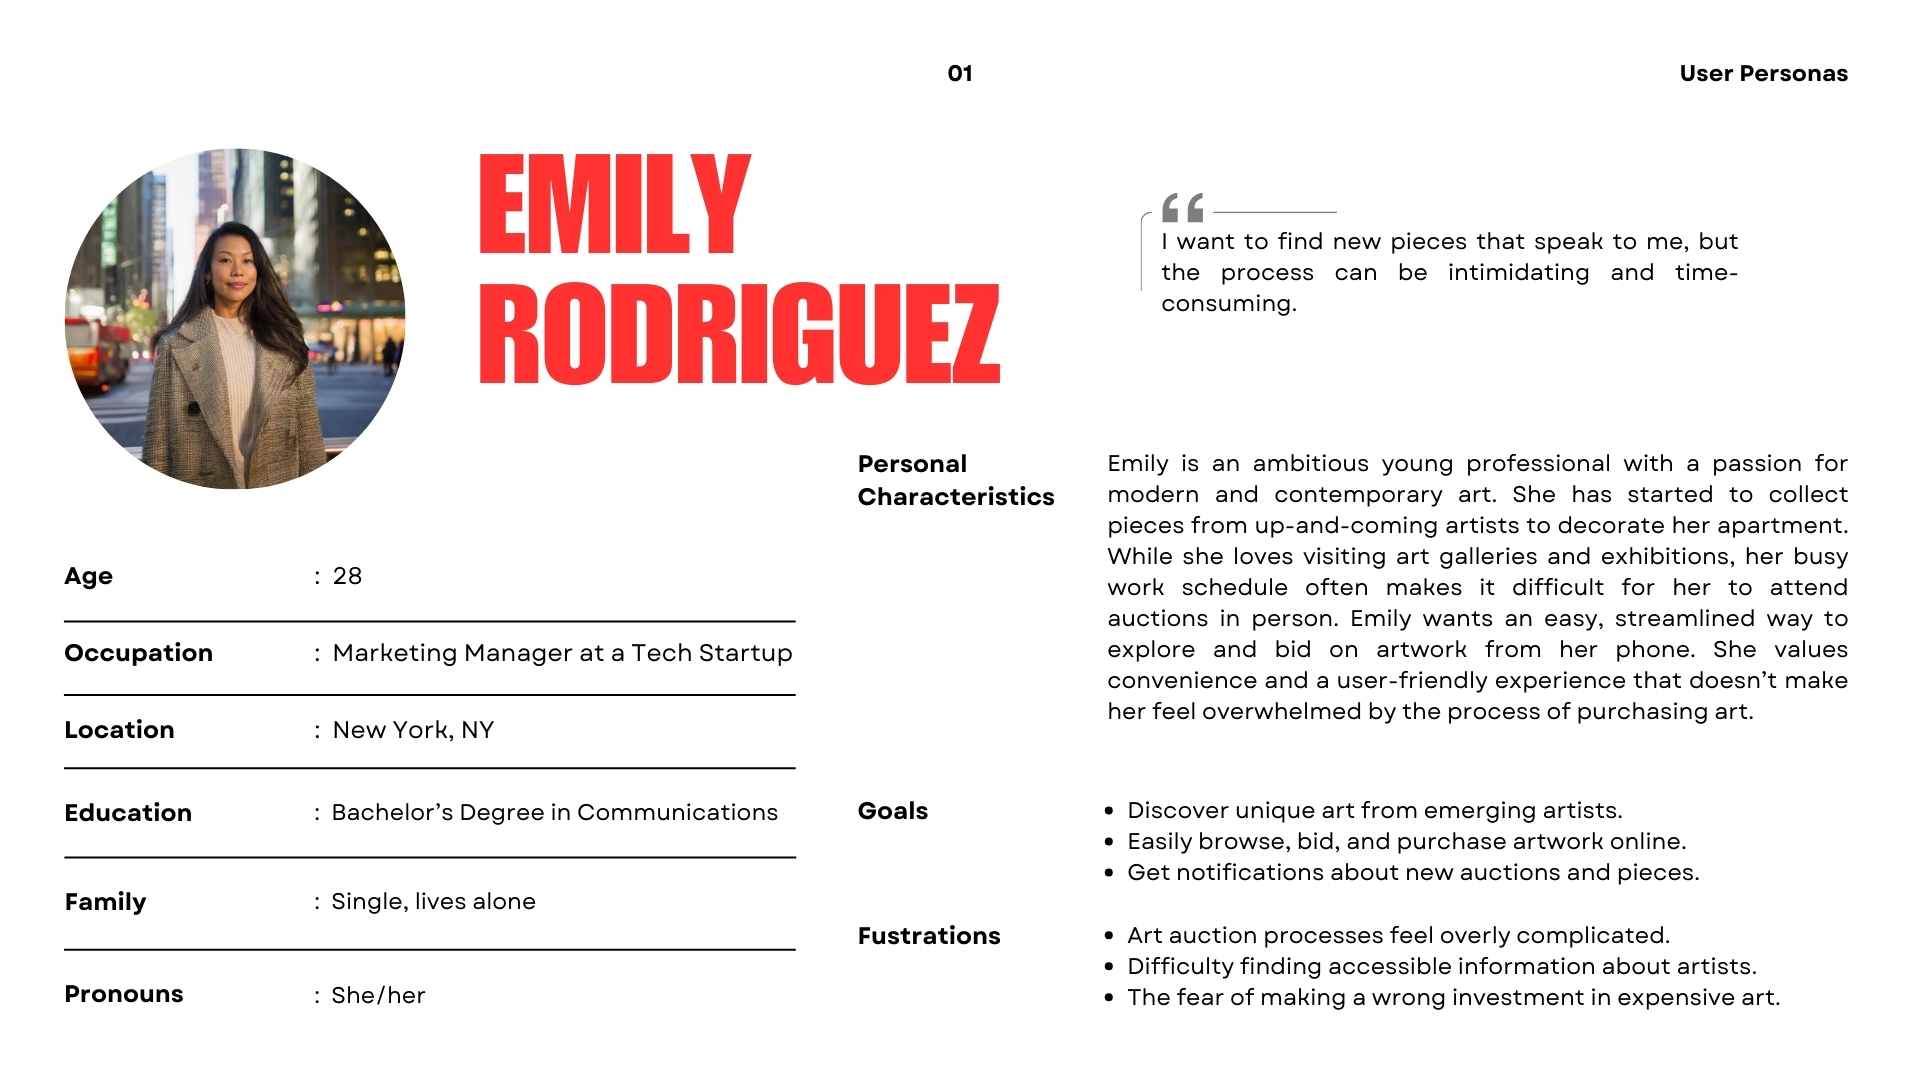 01
User Personas
EMILY
RODRIGUEZ
“
I want to find new pieces that speak to me, but
the process can be intimidating and time-
consuming.
Age : 28
Occupation : Marketing Manager at a Tech Startup
Location : New York, NY
Education : Bachelor’s Degree in Communications
Family : Single, lives alone
Pronouns : She/her
Personal
Characteristics
Emily is an ambitious young professional with a passion for
modern and contemporary art. She has started to collect
pieces from up-and-coming artists to decorate her apartment.
While she loves visiting art galleries and exhibitions, her busy
work schedule often makes it difficult for her to attend
auctions in person. Emily wants an easy, streamlined way to
explore and bid on artwork from her phone. She values
convenience and a user-friendly experience that doesn’t make
her feel overwhelmed by the process of purchasing art.
Goals
• Discover unique art from emerging artists.
• Easily browse, bid, and purchase artwork online.
• Get notifications about new auctions and pieces.
Fustrations
• Art auction processes feel overly complicated.
• Difficulty finding accessible information about artists.
• The fear of making a wrong investment in expensive art.